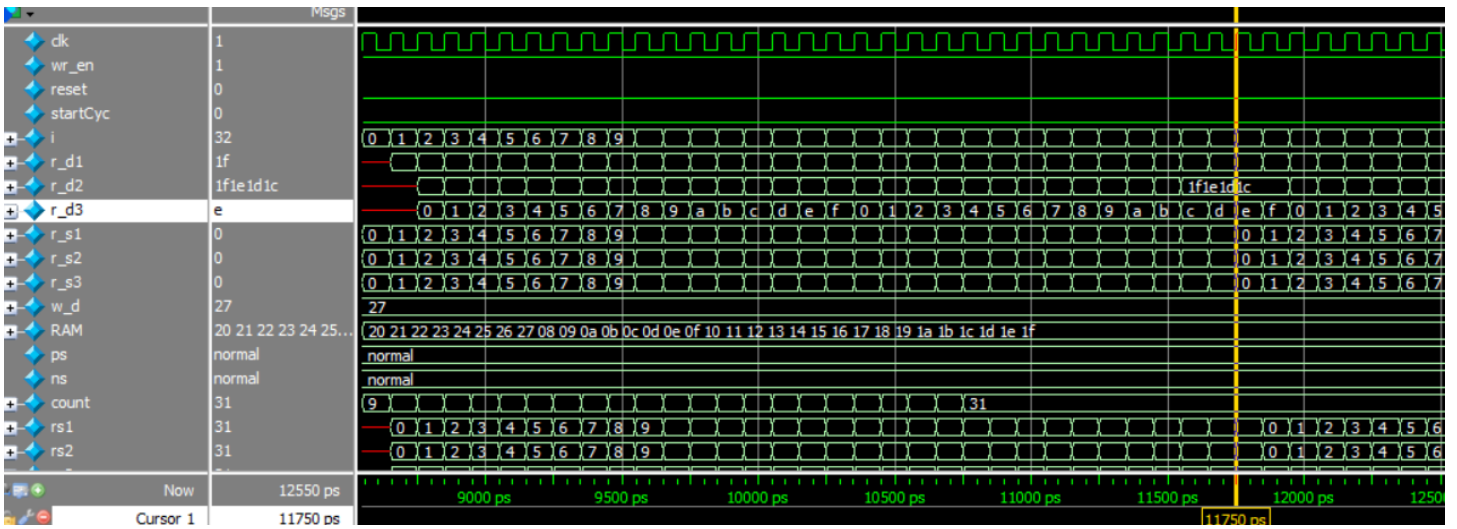 Msgs
clk 1
wr_en 1
reset 0
startCyc 0
i 32 0 1 2 3 4 5 6 7 8 9
r_d1 1f
r_d2 1f1e1d1c 1f1e1d1c
r_d3 e 0 1 2 3 4 5 6 7 8 9 a b c d e f 0 1 2 3 4 5 6 7 8 9 a b c d e f 0 1 2 3 4 5
r_s1 0 0 1 2 3 4 5 6 7 8 9 0 1 2 3 4 5 6 7
r_s2 0 0 1 2 3 4 5 6 7 8 9 0 1 2 3 4 5 6 7
r_s3 0 0 1 2 3 4 5 6 7 8 9 0 1 2 3 4 5 6 7
w_d 27 27
RAM 20 21 22 23 24 25... 20 21 22 23 24 25 26 27 08 09 0a 0b 0c 0d 0e 0f 10 11 12 13 14 15 16 17 18 19 1a 1b 1c 1d 1e 1f
ps normal normal
ns normal normal
count 31 9 31
rs1 31 0 1 2 3 4 5 6 7 8 9 0 1 2 3 4 5 6
rs2 31 0 1 2 3 4 5 6 7 8 9 0 1 2 3 4 5 6
Now 12550 ps 9000 ps 9500 ps 10000 ps 10500 ps 11000 ps 11500 ps 12000 ps
Cursor 1 11750 ps 11750 ps